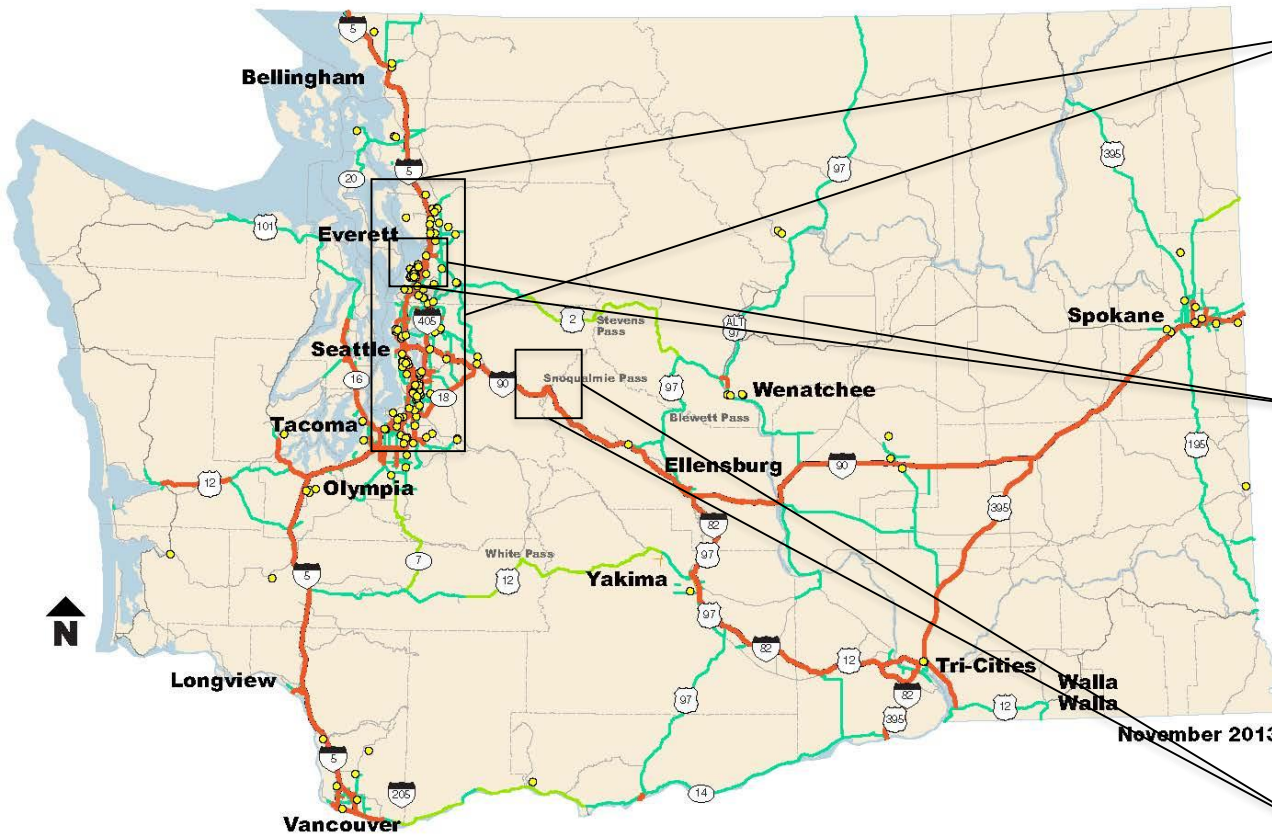 5
Bellingham
395
97
5
20
101
Everett
2
Stevens
Pass
ALT
97
405
Spokane
Seattle
16
90
Snoqualmie Pass
97
Wenatchee
18
Blewett Pass
Tacoma
195
Ellensburg
90
12
Olympia
395
82
97
White Pass
5
7
12
Yakima
N
97
82
12
Tri-Cities
Longview
97
82
Walla
Walla
12
395
November 2013
5
205
14
Vancouver